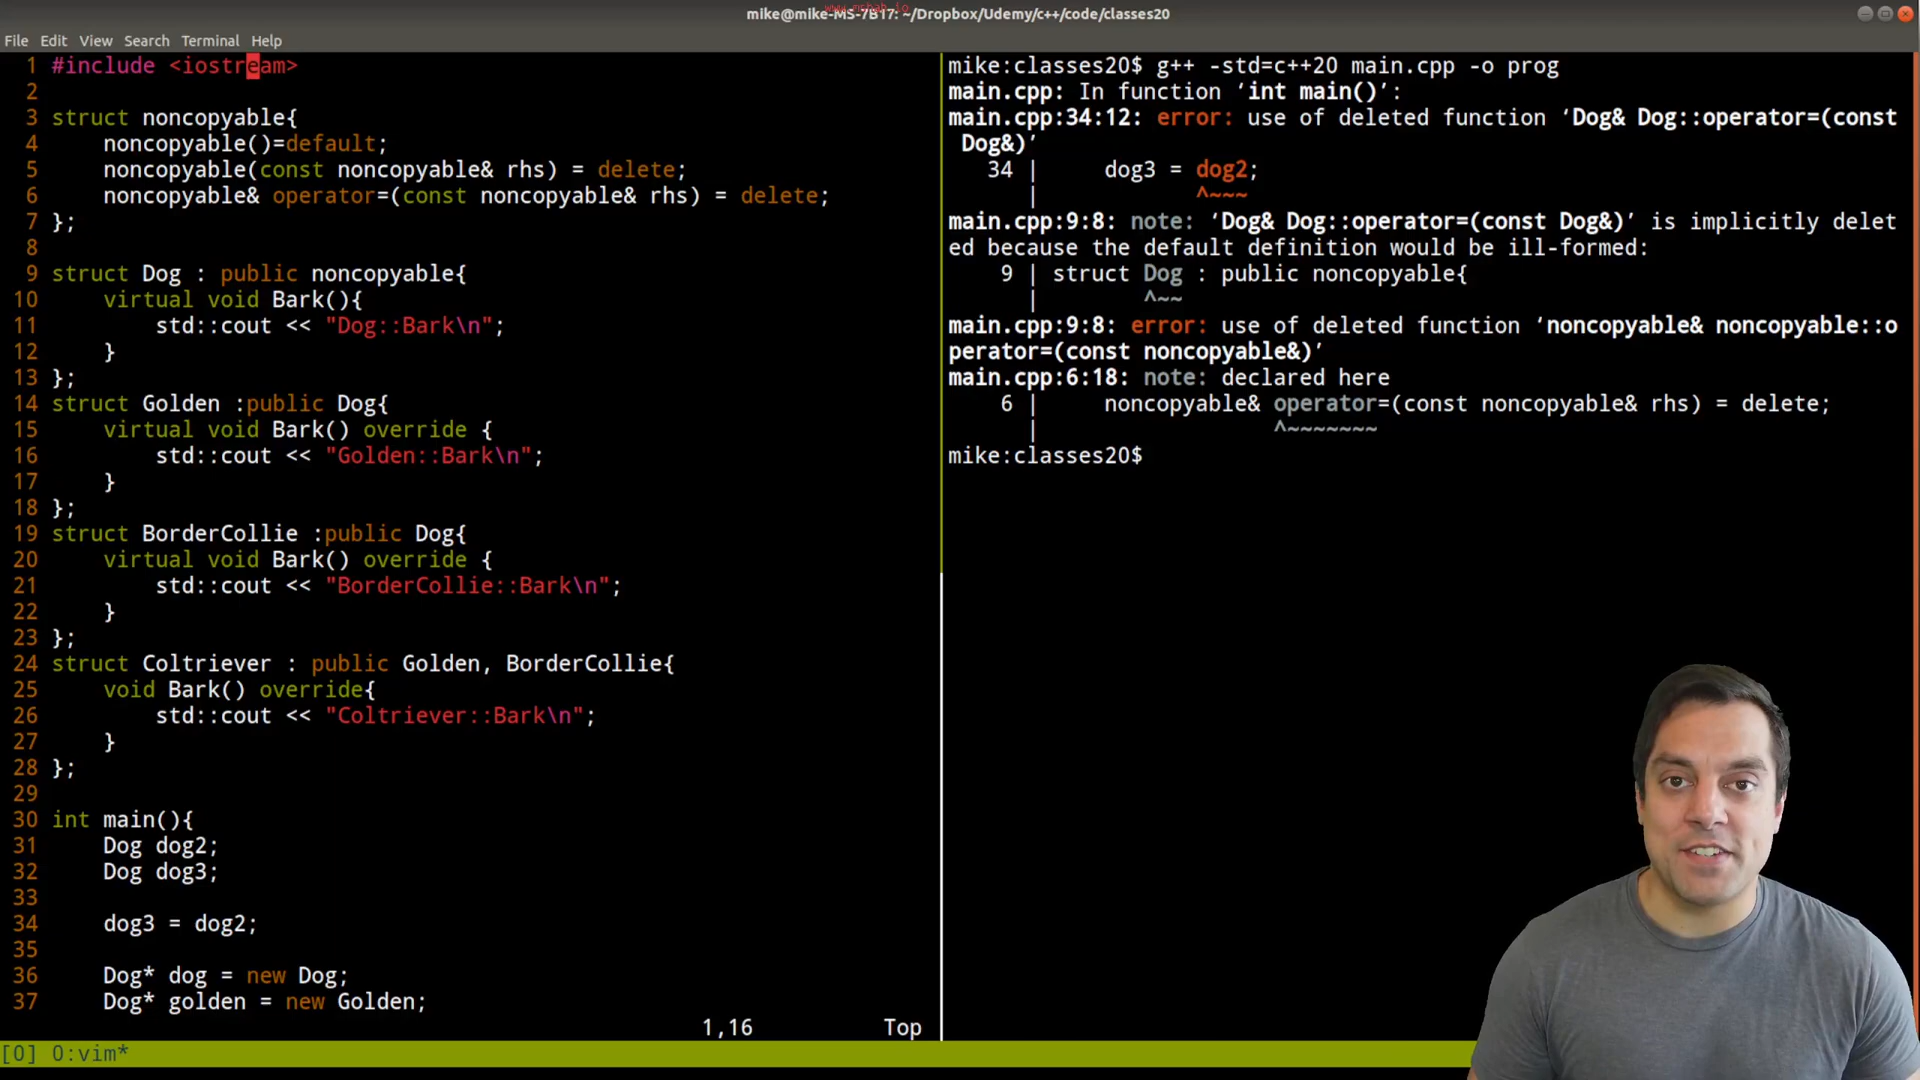 www.mshah.io
mike@mike-MS-7B17: ~/Dropbox/Udemy/c++/code/classes20
File Edit View Search Terminal Help
1 #include <iostream>
2
3 struct noncopyable{
4     noncopyable()=default;
5     noncopyable(const noncopyable& rhs) = delete;
6     noncopyable& operator=(const noncopyable& rhs) = delete;
7 };
8
9 struct Dog : public noncopyable{
10     virtual void Bark(){
11         std::cout << "Dog::Bark\n";
12     }
13 };
14 struct Golden :public Dog{
15     virtual void Bark() override {
16         std::cout << "Golden::Bark\n";
17     }
18 };
19 struct BorderCollie :public Dog{
20     virtual void Bark() override {
21         std::cout << "BorderCollie::Bark\n";
22     }
23 };
24 struct Coltriever : public Golden, BorderCollie{
25     void Bark() override{
26         std::cout << "Coltriever::Bark\n";
27     }
28 };
29
30 int main(){
31     Dog dog2;
32     Dog dog3;
33
34     dog3 = dog2;
35
36     Dog* dog = new Dog;
37     Dog* golden = new Golden;
1,16 Top
[0] 0:vim*
mike:classes20$ g++ -std=c++20 main.cpp -o prog
main.cpp: In function ‘int main()’:
main.cpp:34:12: error: use of deleted function ‘Dog& Dog::operator=(const
Dog&)’
34 |     dog3 = dog2;
|            ^~~~
main.cpp:9:8: note: ‘Dog& Dog::operator=(const Dog&)’ is implicitly delet
ed because the default definition would be ill-formed:
9 | struct Dog : public noncopyable{
|        ^~~
main.cpp:9:8: error: use of deleted function ‘noncopyable& noncopyable::o
perator=(const noncopyable&)’
main.cpp:6:18: note: declared here
6 |     noncopyable& operator=(const noncopyable& rhs) = delete;
|                  ^~~~~~~~
mike:classes20$